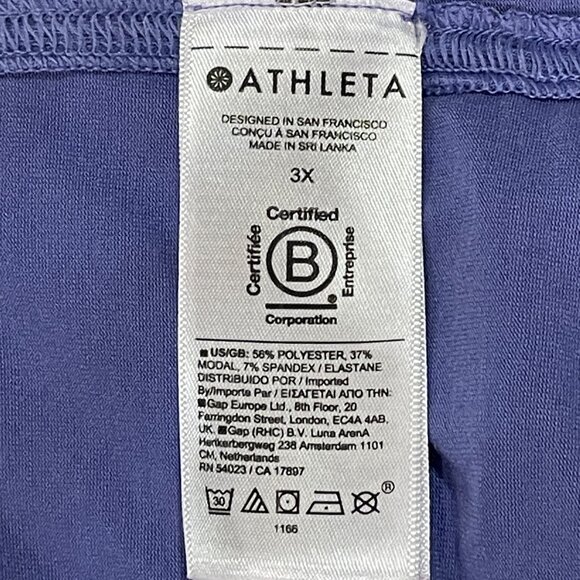 ATHLETA
DESIGNED IN SAN FRANCISCO
CONÇU À SAN FRANCISCO
MADE IN SRI LANKA
3X
Certified
Certifiée
B
Entreprise
®
Corporation
US/GB: 56% POLYESTER, 37%
MODAL, 7% SPANDEX / ELASTANE
DISTRIBUIDO POR / Imported
By/Importe Par / ΕΙΣΑΓΕΤΑΙ ΑΠΟ ΤΗΝ:
Gap Europe Ltd., 8th Floor, 20
Farringdon Street, London, EC4A 4AB.
UK. Gap (RHC) B.V. Luna ArenA
Herikerbergweg 238 Amsterdam 1101
CM, Netherlands
RN 54023 / CA 17897
30
®
1166